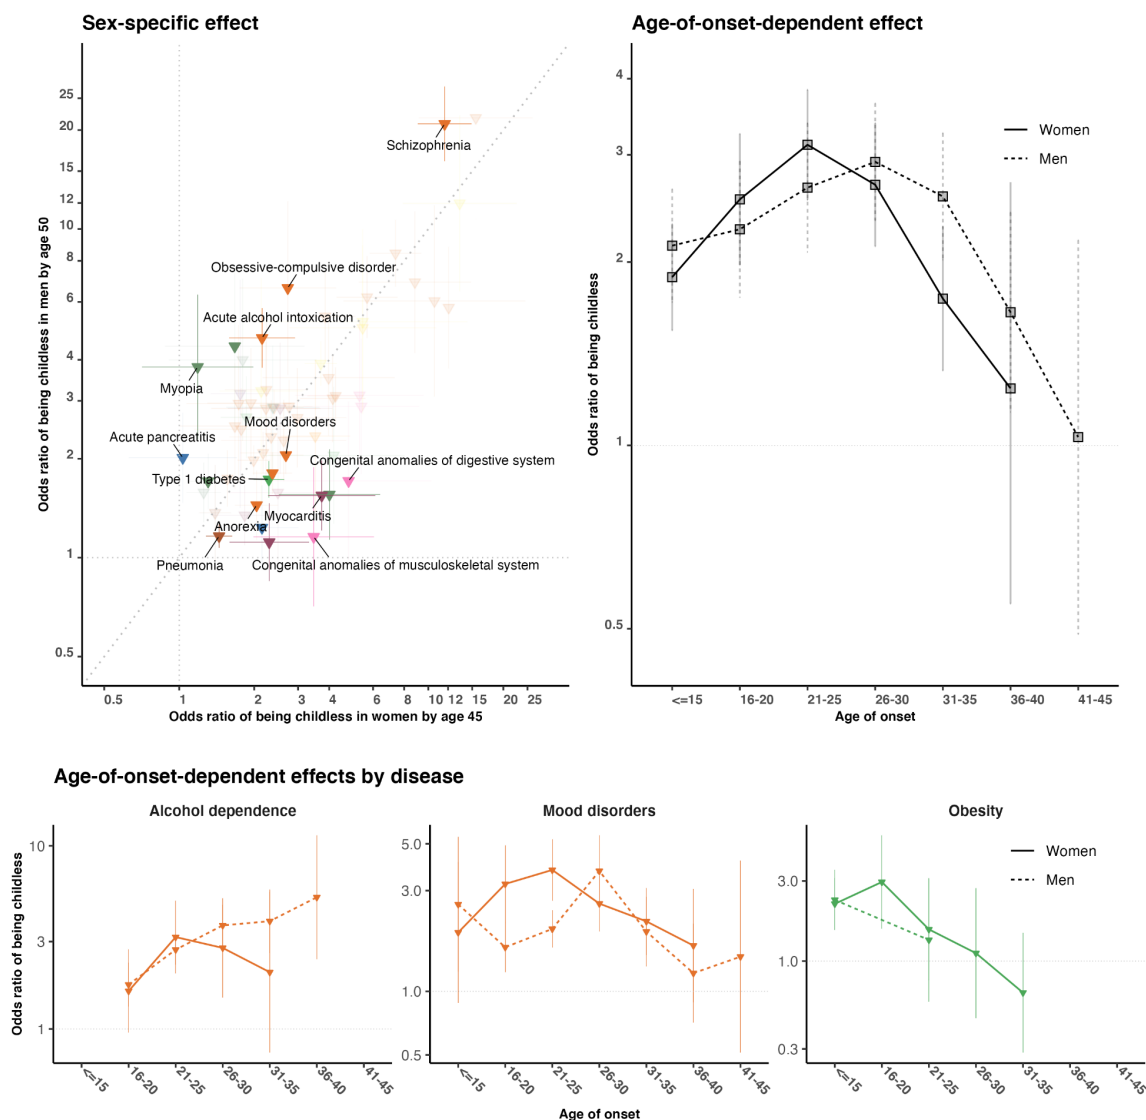 Sex-specific effect
Odds ratio of being childless in men by age 50
25
20
15
12
10
8
6
4
3
2
1
0.5
Schizophrenia
Obsessive-compulsive disorder
Acute alcohol intoxication
Myopia
Mood disorders
Acute pancreatitis
Congenital anomalies of digestive system
Type 1 diabetes
Myocarditis
Anorexia
Pneumonia
Congenital anomalies of musculoskeletal system
0.5 1 2 3 4 6 8 10 12 15 20 25
Odds ratio of being childless in women by age 45
Age-of-onset-dependent effect
Odds ratio of being childless
4
3
2
1
0.5
Women
Men
<=15 16-20 21-25 26-30 31-35 36-40 41-45
Age of onset
Age-of-onset-dependent effects by disease
Odds ratio of being childless
Alcohol dependence
10
3
1
<=15 16-20 21-25 26-30 31-35 36-40 41-45
Mood disorders
5.0
3.0
1.0
0.5
<=15 16-20 21-25 26-30 31-35 36-40 41-45
Obesity
3.0
1.0
0.3
Women
Men
<=15 16-20 21-25 26-30 31-35 36-40 41-45
Age of onset